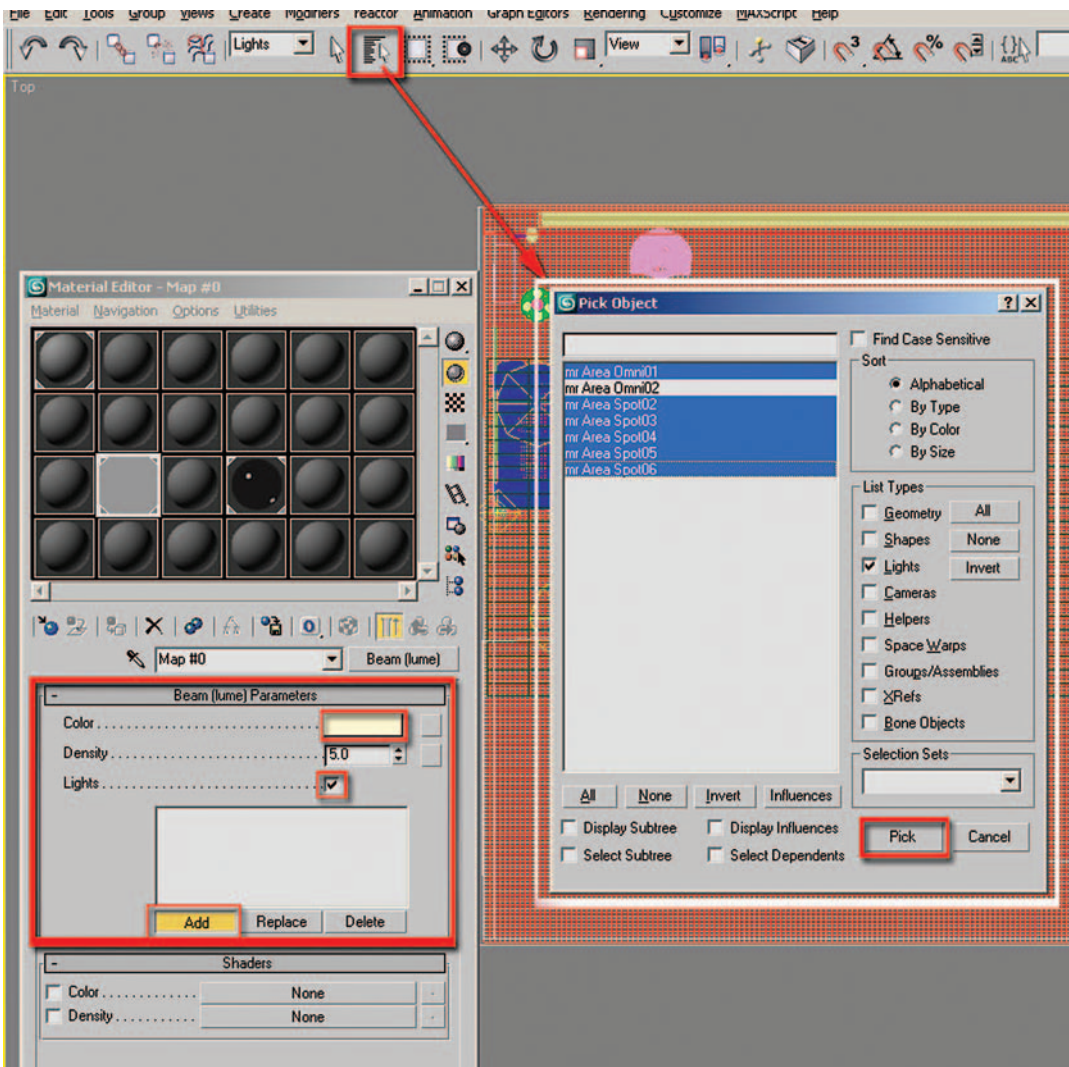 File Edit Tools Group Views Create Modifiers reactor Animation Graph Editors Rendering Customize MAXScript Help
Lights View 3 % ABC
Top
Material Editor - Map #0
Material Navigation Options Utilities
Map #0 Beam (lume)
- Beam (lume) Parameters
Color
Density 5.0
Lights
Add Replace Delete
- Shaders
Color None
Density None
Pick Object
Find Case Sensitive
mr Area Omni01
mr Area Omni02
mr Area Spot02
mr Area Spot03
mr Area Spot04
mr Area Spot05
mr Area Spot06
Sort
Alphabetical
By Type
By Color
By Size
List Types
Geometry All
Shapes None
Lights Invert
Cameras
Helpers
Space Warps
Groups/Assemblies
XRefs
Bone Objects
Selection Sets
All None Invert Influences
Display Subtree Display Influences
Select Subtree Select Dependents
Pick Cancel